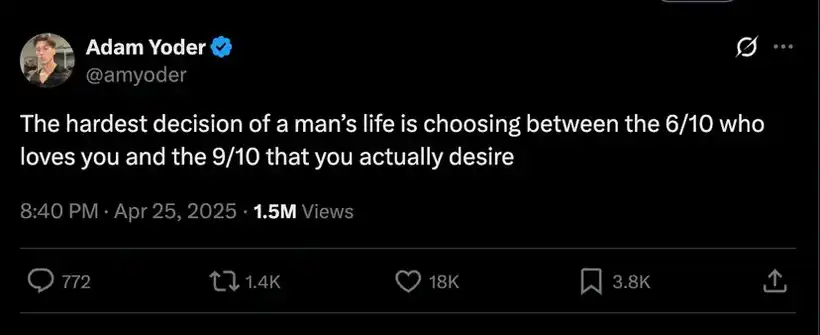 Adam Yoder
@amyoder
The hardest decision of a man’s life is choosing between the 6/10 who
loves you and the 9/10 that you actually desire
8:40 PM · Apr 25, 2025 · 1.5M Views
772 1.4K 18K 3.8K